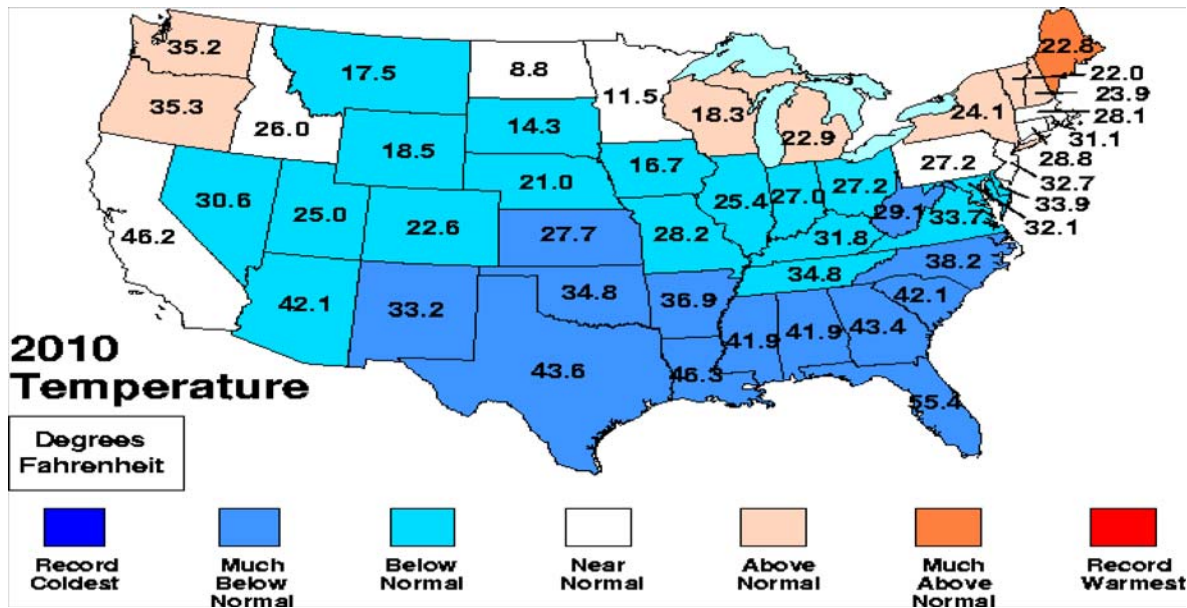 35.2
17.5
8.8
22.8
35.3
11.5
22.0
18.3
23.9
24.1
28.1
26.0
14.3
22.9
31.1
18.5
28.8
27.2
16.7
32.7
21.0
27.2
30.6
25.4
27.0
33.9
25.0
29.1
33.7
32.1
22.6
46.2
27.7
28.2
31.8
34.8
38.2
42.1
33.2
34.8
36.9
42.1
41.9
41.9
43.4
2010
Temperature
43.6
46.3
55.4
Degrees
Fahrenheit
Record
Coldest
Much
Below
Normal
Below
Normal
Near
Normal
Above
Normal
Much
Above
Normal
Record
Warmest